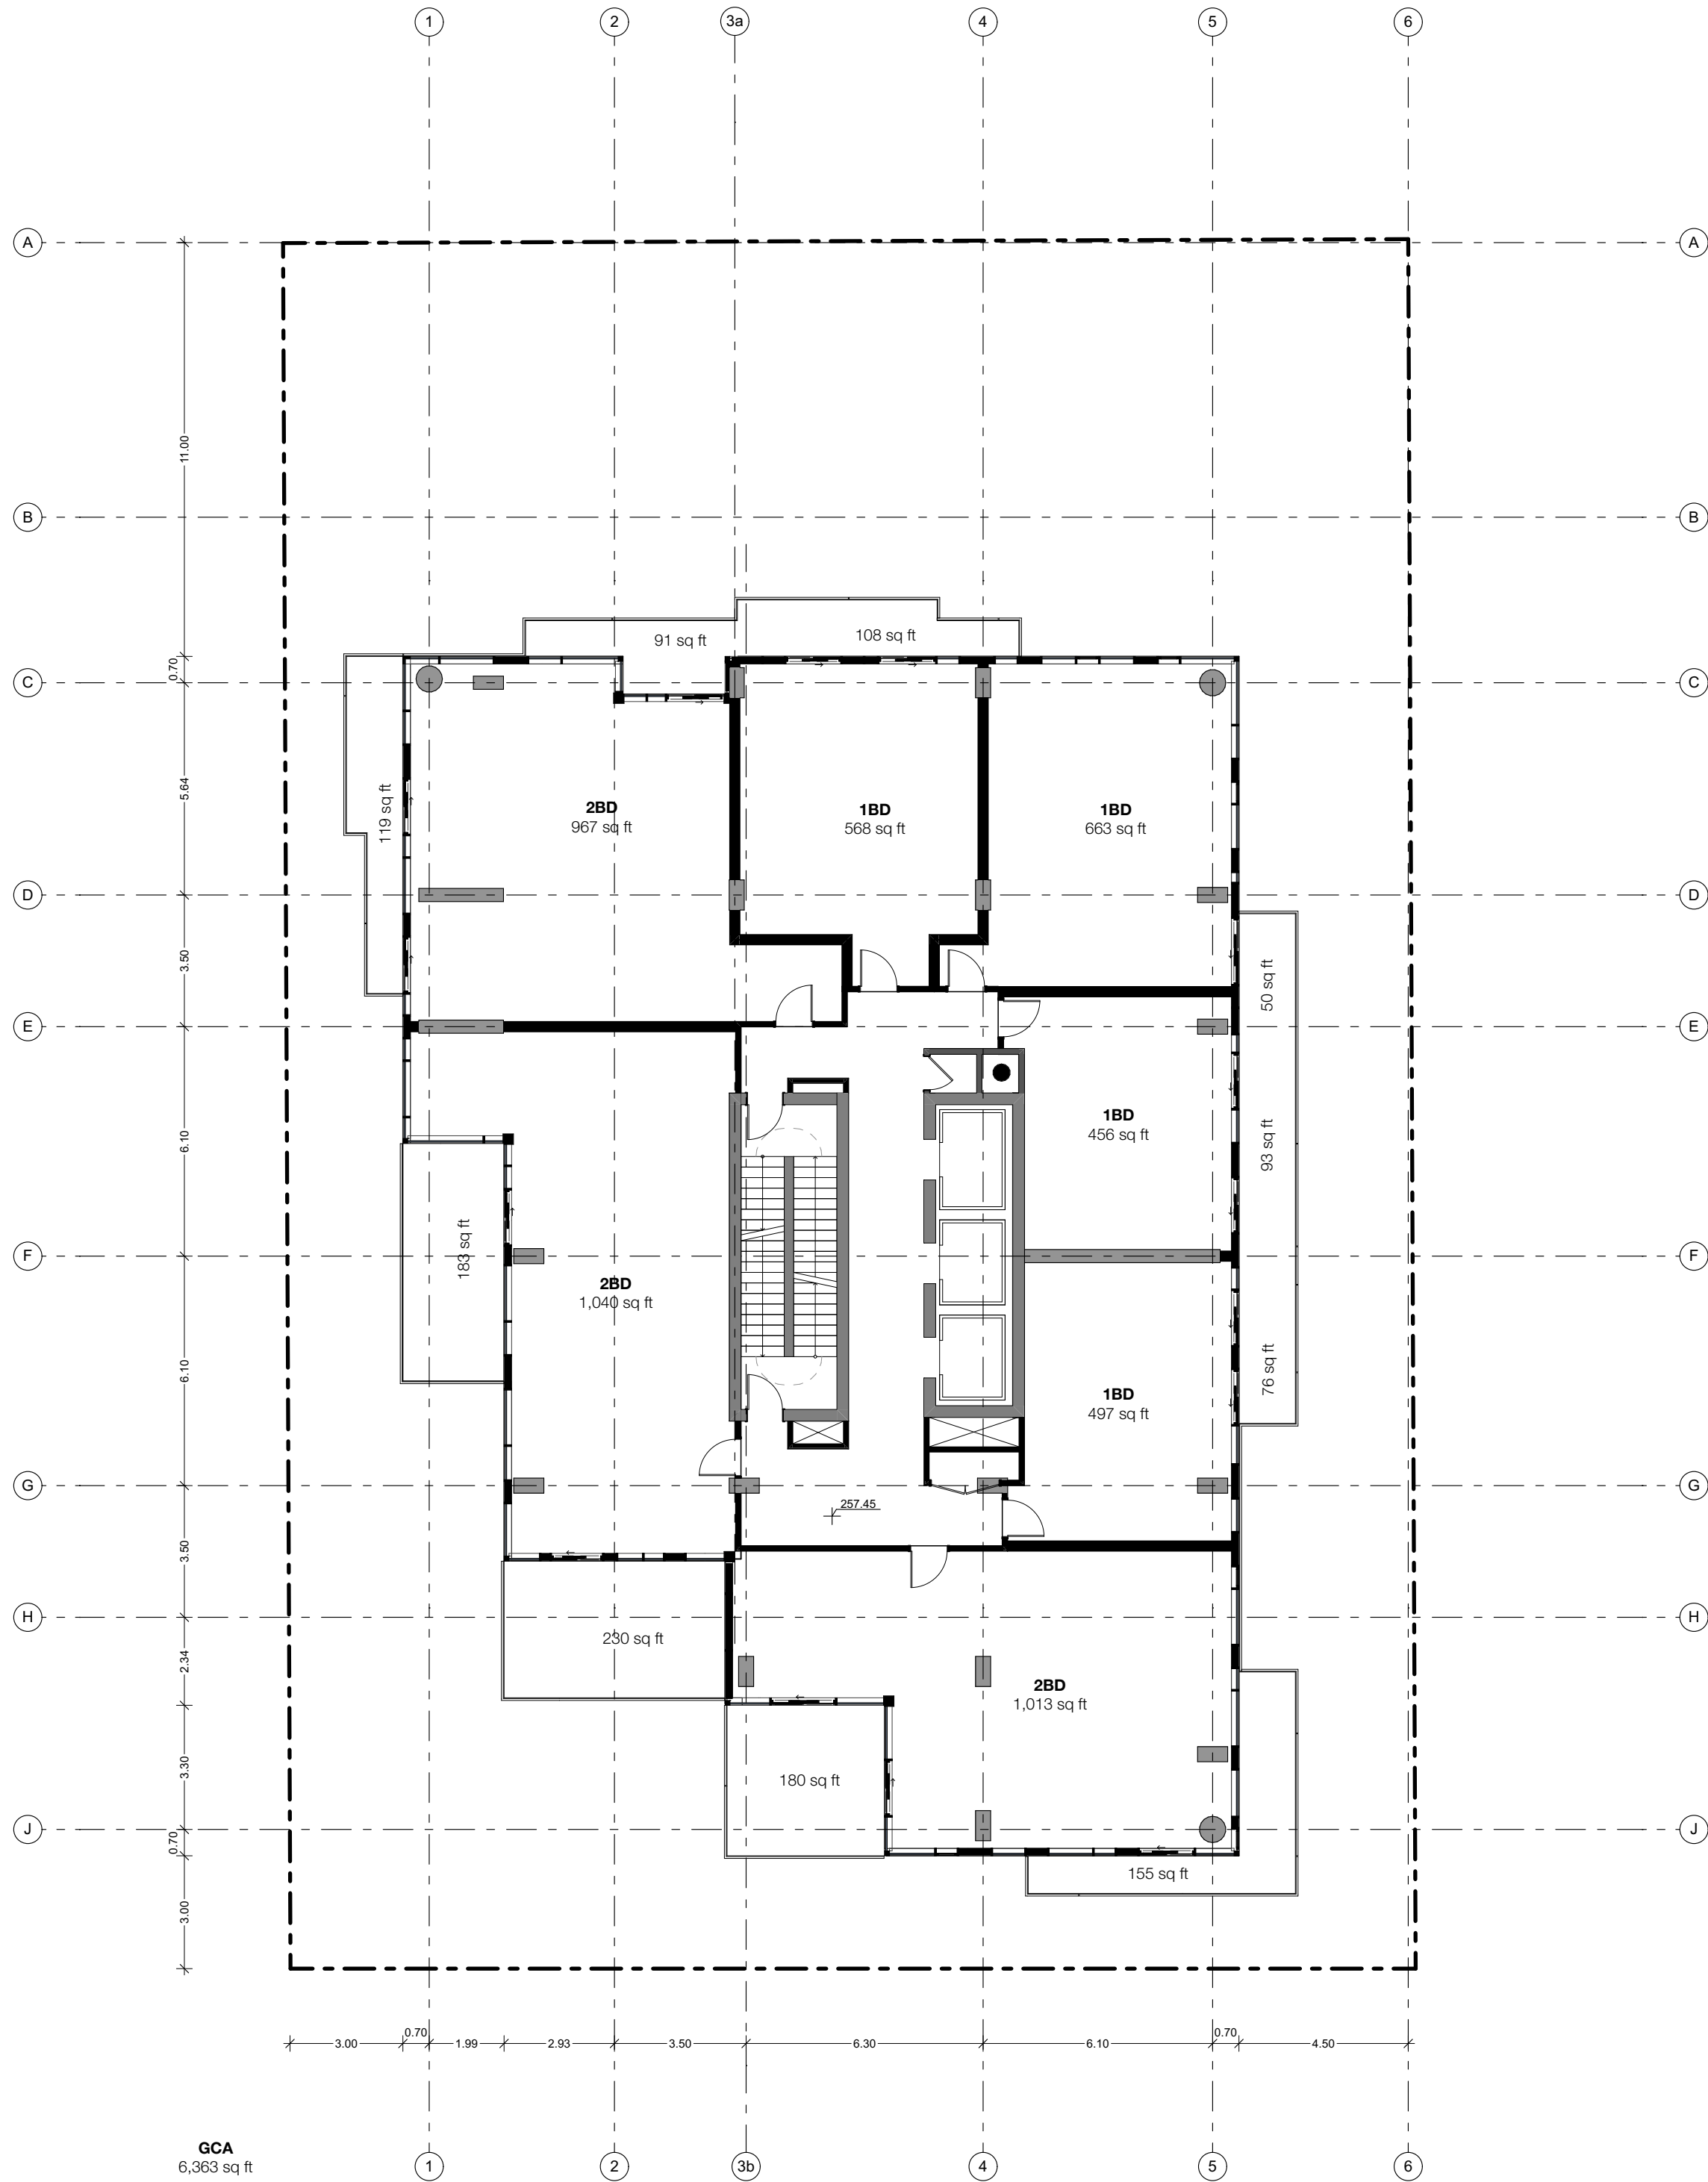 1 2 3a 4 5 6
A A
11.00
B B
91 sq ft 108 sq ft
0.70
C C
119 sq ft
5.64
2BD
967 sq ft
1BD
568 sq ft
1BD
663 sq ft
D D
3.50
50 sq ft
E E
6.10
1BD
456 sq ft
93 sq ft
183 sq ft
F F
2BD
1,040 sq ft
6.10
76 sq ft
1BD
497 sq ft
G G
257.45
3.50
H H
230 sq ft
2.34
2BD
1,013 sq ft
3.30
180 sq ft
J J
0.70
155 sq ft
3.00
3.00 0.70 1.99 2.93 3.50 6.30 6.10 0.70 4.50
GCA
6,363 sq ft
1 2 3b 4 5 6